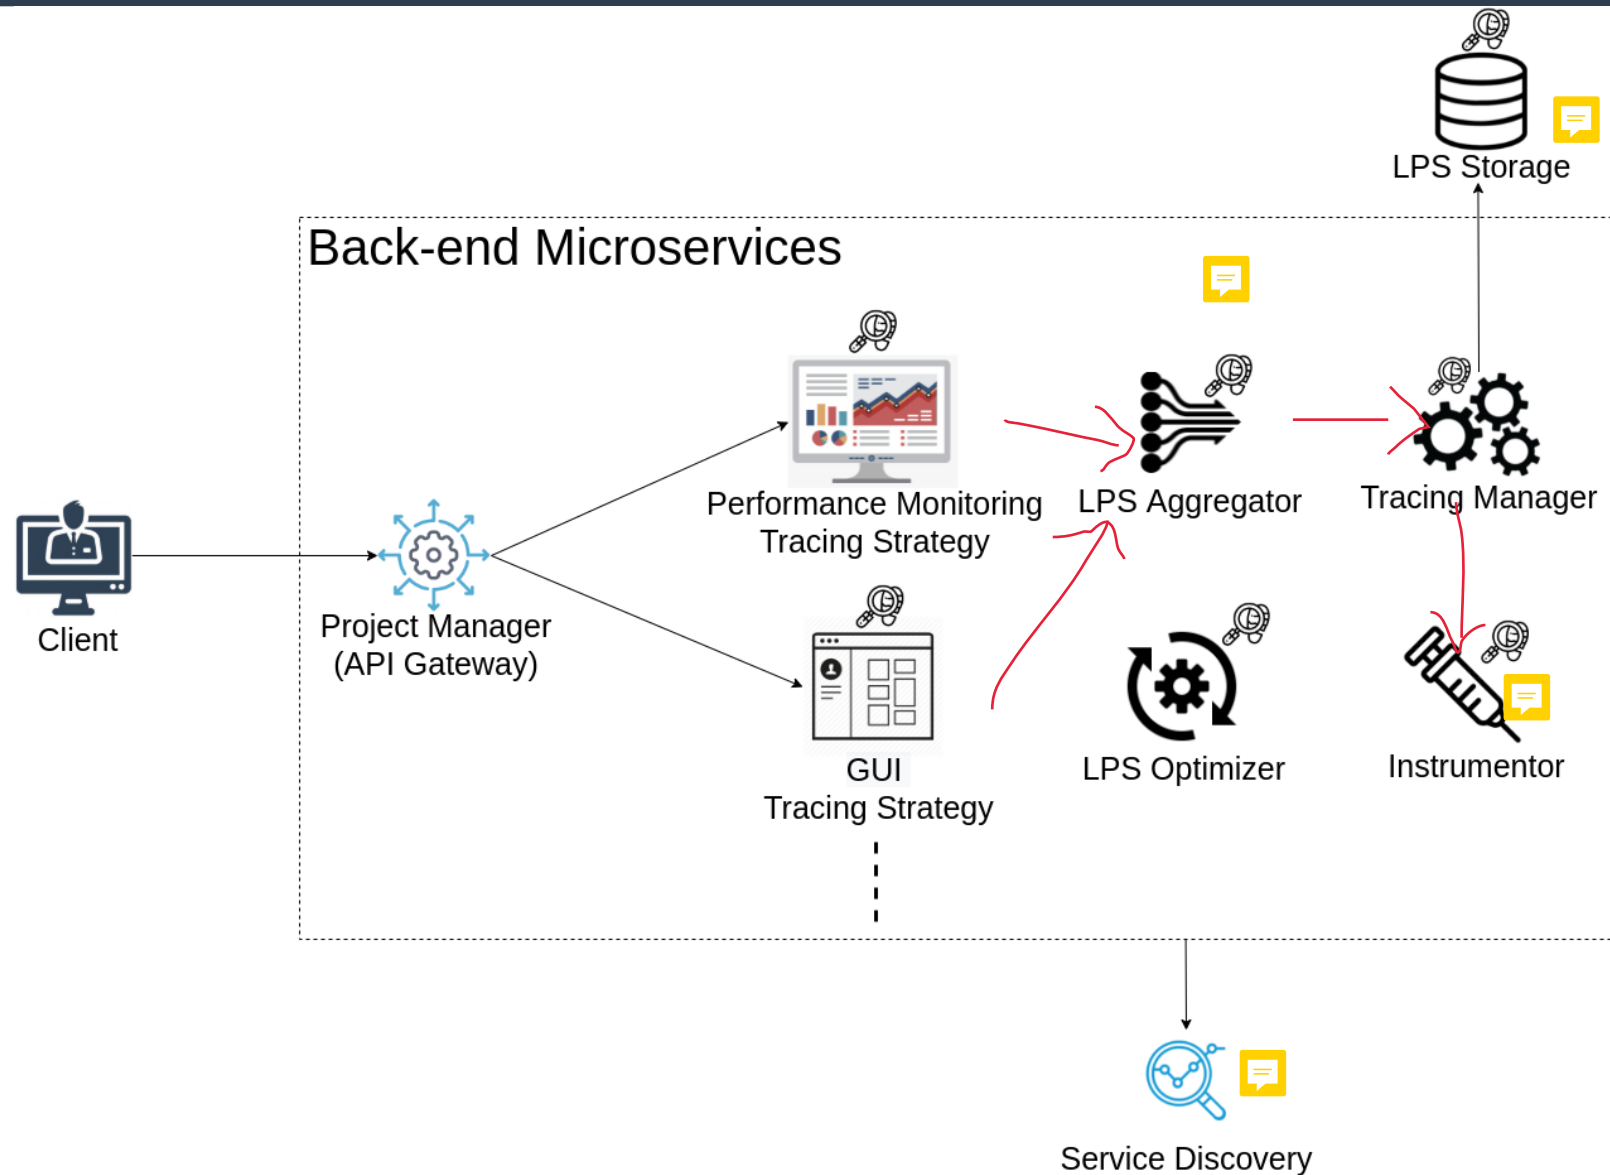 LPS Storage
Back-end Microservices
Performance Monitoring
Tracing Strategy
LPS Aggregator
Tracing Manager
Client
Project Manager
(API Gateway)
GUI
Tracing Strategy
LPS Optimizer
Instrumentor
Service Discovery